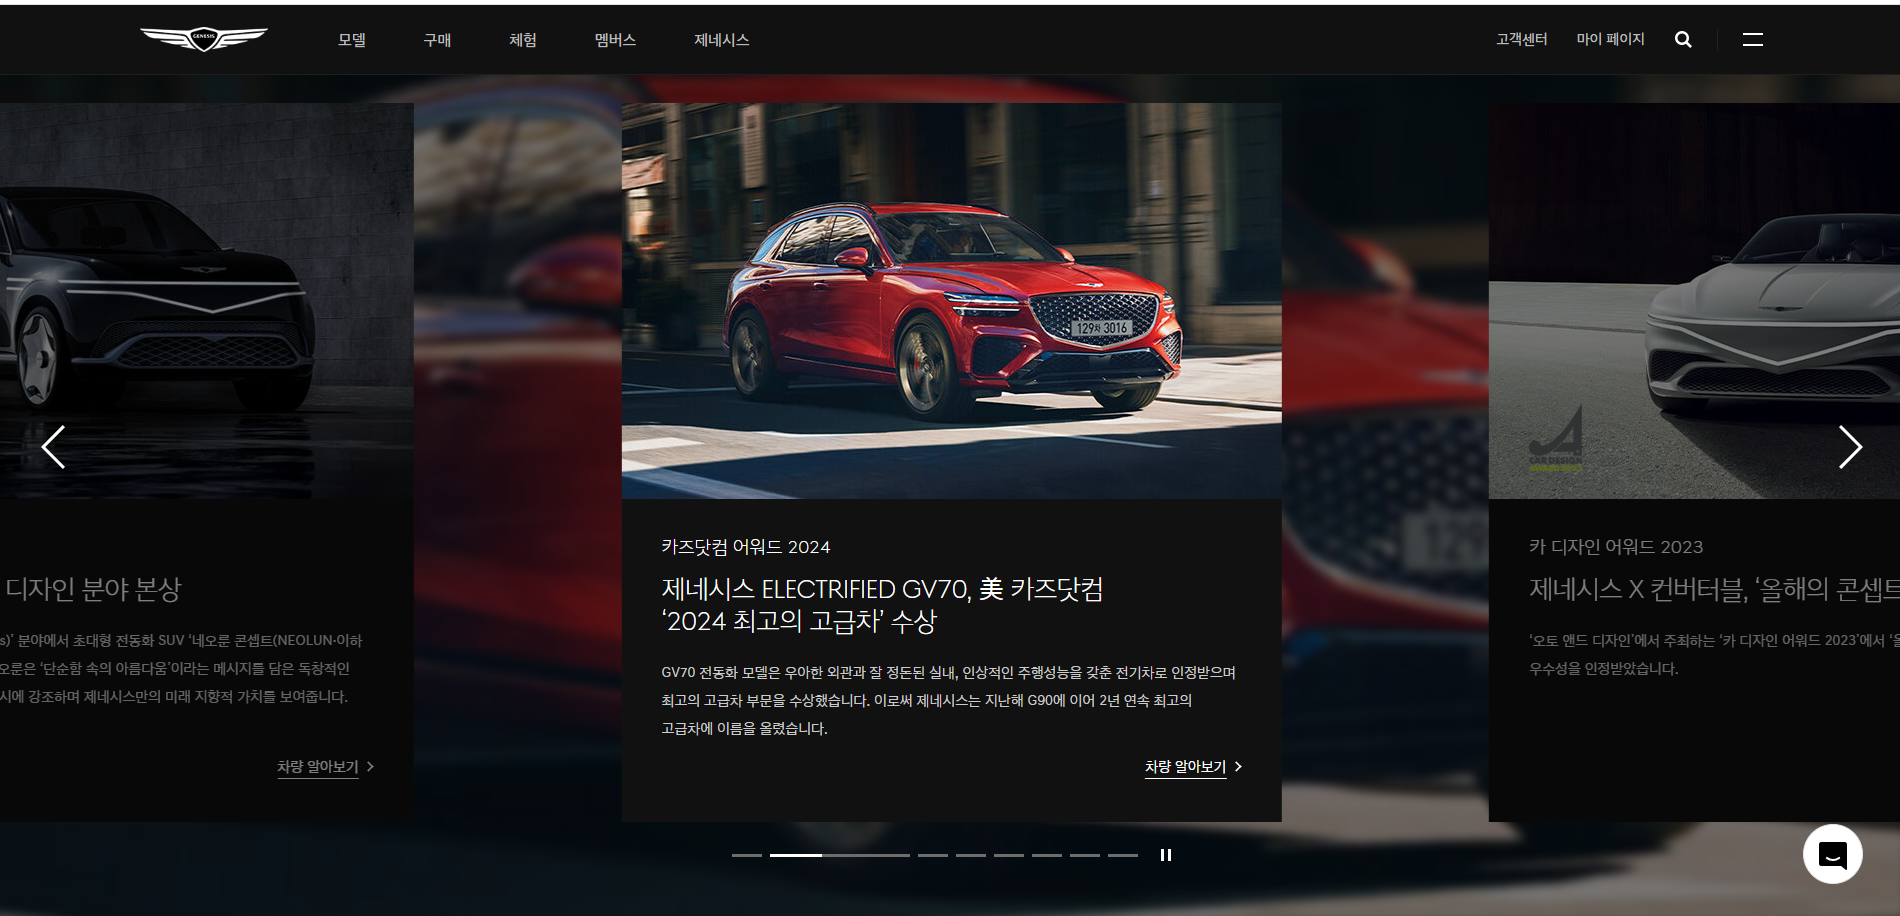 GENESIS
모델
구매
체험
멤버스
제네시스
고객센터
마이 페이지
129차 3016
CAR DESIGN
AWARD 2023
디자인 분야 본상
s)’ 분야에서 초대형 전동화 SUV ‘네오룬 콘셉트(NEOLUN·이하
오룬은 ‘단순함 속의 아름다움’이라는 메시지를 담은 독창적인
시에 강조하며 제네시스만의 미래 지향적 가치를 보여줍니다.
차량 알아보기
카즈닷컴 어워드 2024
제네시스 ELECTRIFIED GV70, 美 카즈닷컴
‘2024 최고의 고급차’ 수상
GV70 전동화 모델은 우아한 외관과 잘 정돈된 실내, 인상적인 주행성능을 갖춘 전기차로 인정받으며
최고의 고급차 부문을 수상했습니다. 이로써 제네시스는 지난해 G90에 이어 2년 연속 최고의
고급차에 이름을 올렸습니다.
차량 알아보기
카 디자인 어워드 2023
제네시스 X 컨버터블, ‘올해의 콘셉트
‘오토 앤드 디자인’에서 주최하는 ‘카 디자인 어워드 2023’에서 ‘올
우수성을 인정받았습니다.